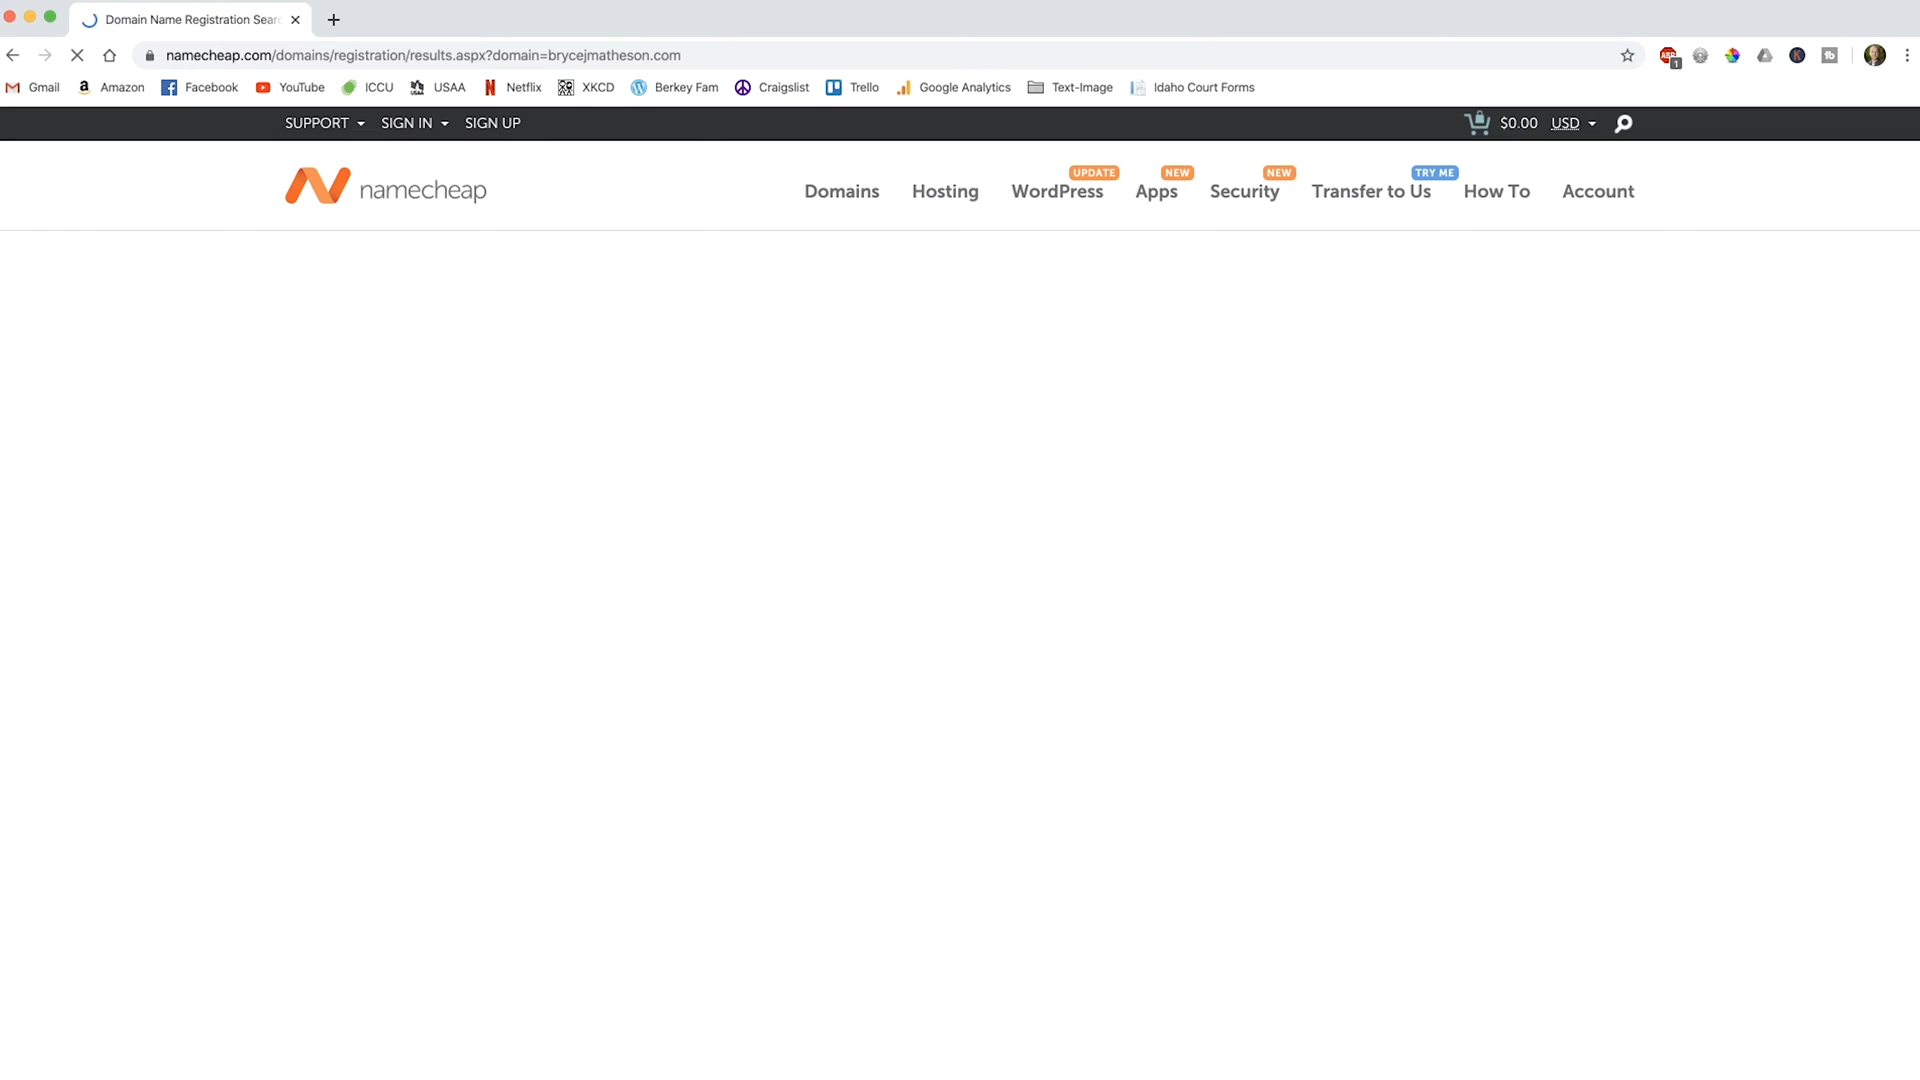 Domain Name Registration Sear
namecheap.com/domains/registration/results.aspx?domain=brycejmatheson.com
ABP 1 K tb
Gmail Amazon Facebook YouTube ICCU USAA Netflix XKCD Berkey Fam Craigslist Trello Google Analytics Text-Image Idaho Court Forms
SUPPORT SIGN IN SIGN UP $0.00 USD
UPDATE NEW NEW TRY ME
namecheap Domains Hosting WordPress Apps Security Transfer to Us How To Account